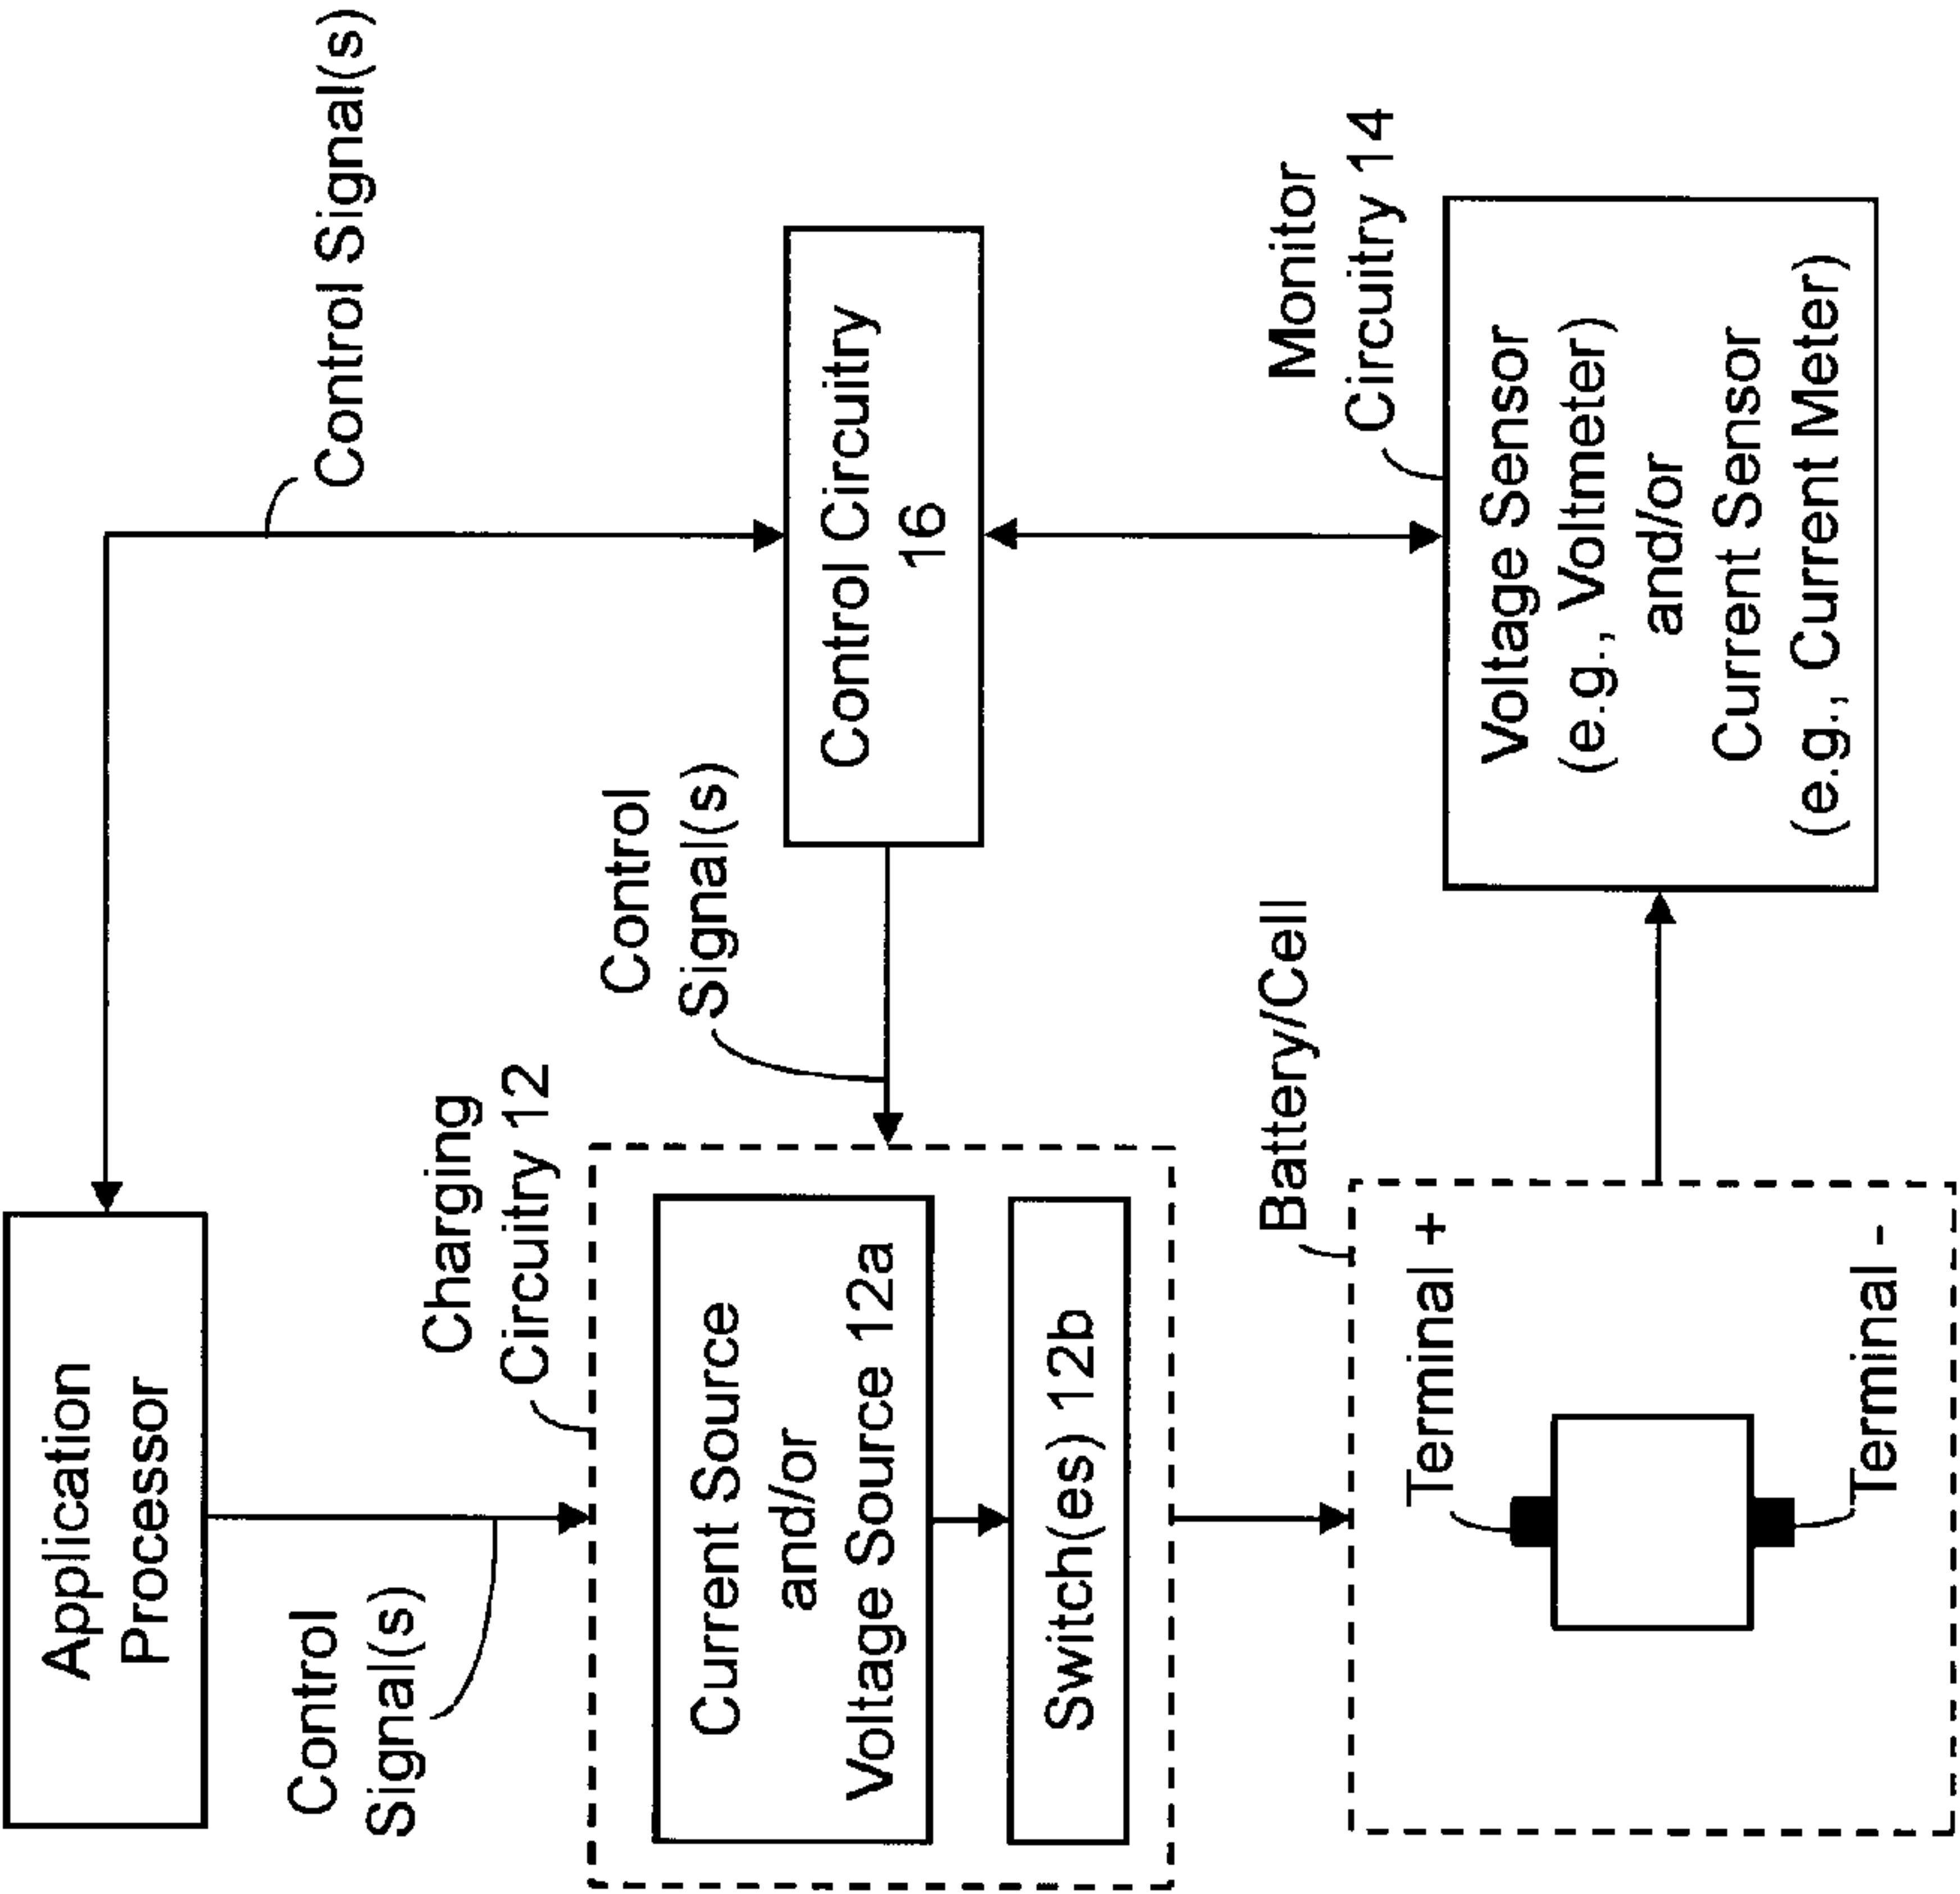 Application
Processor
Control
Signal(s)
Control Signal(s)
Charging
Circuitry 12
Current Source
and/or
Voltage Source 12a
Switch(es) 12b
Control
Signal(s)
Control Circuitry
16
Battery/Cell
Terminal +
Terminal -
Monitor
Circuitry 14
Voltage Sensor
(e.g., Voltmeter)
and/or
Current Sensor
(e.g., Current Meter)